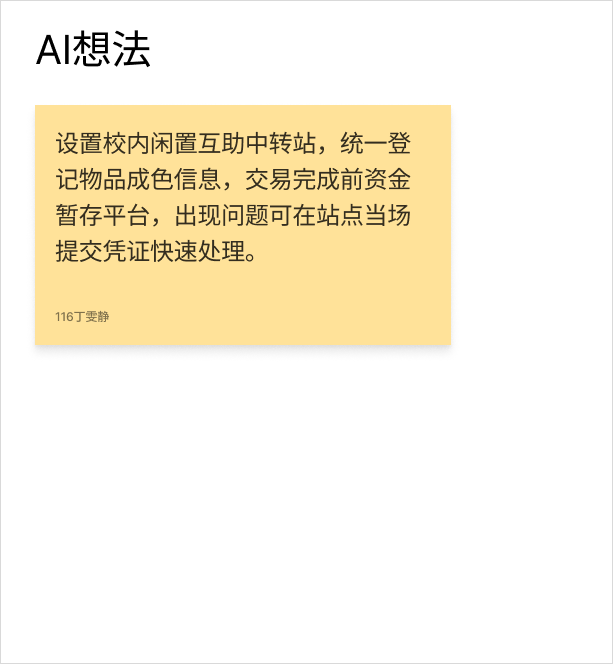 AI想法
设置校内闲置互助中转站，统一登
记物品成色信息，交易完成前资金
暂存平台，出现问题可在站点当场
提交凭证快速处理。
116丁雯静